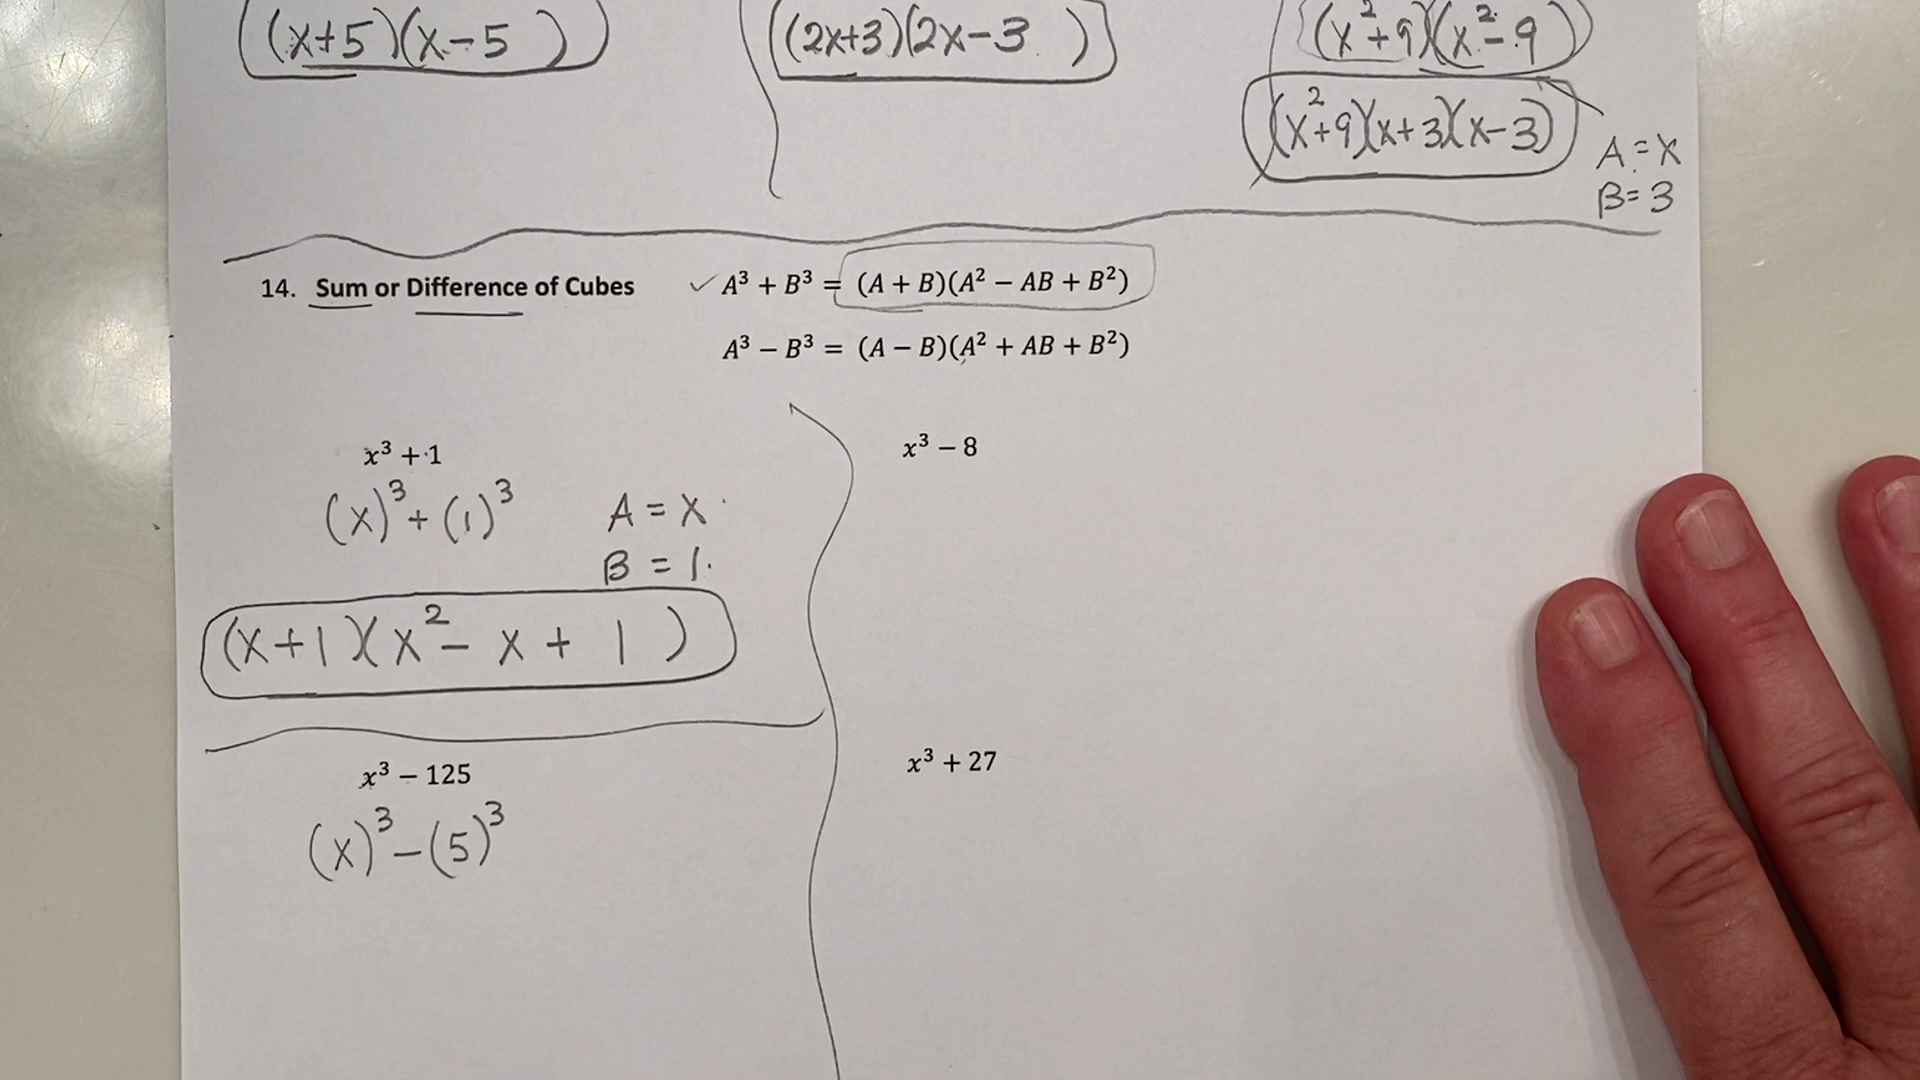 (x+5)(x-5)
(2x+3)(2x-3)
(x²+9)(x²-9)
(x²+9)(x+3)(x-3)
A=x
B=3
14. Sum or Difference of Cubes ✓ A³ + B³ = (A + B)(A² − AB + B²)
A³ − B³ = (A − B)(A² + AB + B²)
x³ + 1
(x)³+(1)³
A = x
B = 1
(x+1)(x²- x + 1)
x³ − 8
x³ − 125
(x)³-(5)³
x³ + 27